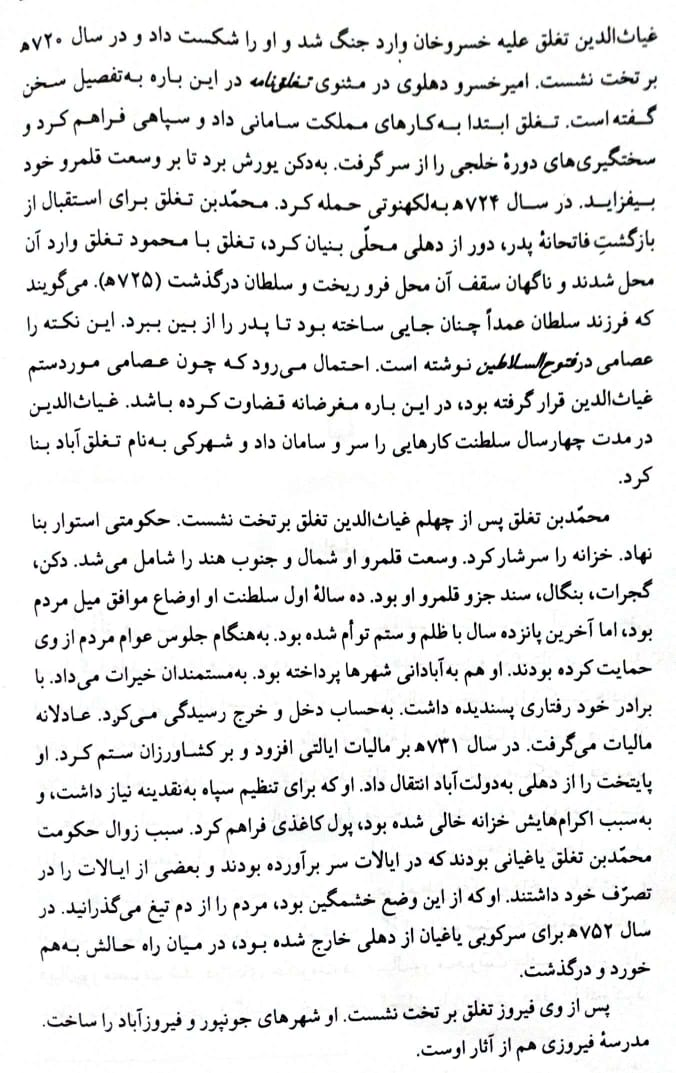 غیاث‌الدین تغلق علیه خسروخان وارد جنگ شد و او را شکست داد و در سال ۷۲۰ه‍
بر تخت نشست. امیرخسرو دهلوی در مثنوی تغلق‌نامه در این باره به‌تفصیل سخن
گفته است. تغلق ابتدا به‌کارهای مملکت سامانی داد و سپاهی فراهم کرد و
سختگیری‌های دورهٔ خلجی را از سر گرفت. به‌دکن یورش برد تا بر وسعت قلمرو خود
بیفزاید. در سال ۷۲۴ه‍ به‌لکهنوتی حمله کرد. محمّدبن تغلق برای استقبال از
بازگشتِ فاتحانهٔ پدر، دور از دهلی محلّی بنیان کرد، تغلق با محمود تغلق وارد آن
محل شدند و ناگهان سقف آن محل فرو ریخت و سلطان درگذشت (۷۲۵ه‍). می‌گویند
که فرزند سلطان عمداً چنان جایی ساخته بود تا پدر را از بین ببرد. این نکته را
عصامی در فتوح‌السلاطین نوشته است. احتمال می‌رود که چون عصامی موردستم
غیاث‌الدین قرار گرفته بود، در این باره مغرضانه قضاوت کرده باشد. غیاث‌الدین
در مدت چهارسال سلطنت کارهایی را سر و سامان داد و شهرکی به‌نام تغلق‌آباد بنا
کرد.
محمّدبن تغلق پس از چهلم غیاث‌الدین تغلق برتخت نشست. حکومتی استوار بنا
نهاد. خزانه را سرشار کرد. وسعت قلمرو او شمال و جنوب هند را شامل می‌شد. دکن،
گجرات، بنگال، سند جزو قلمرو او بود. ده سالهٔ اول سلطنت او اوضاع موافق میل مردم
بود، اما آخرین پانزده سال با ظلم و ستم توأم شده بود. به‌هنگام جلوس عوام مردم از وی
حمایت کرده بودند. او هم به‌آبادانی شهرها پرداخته بود. به‌مستمندان خیرات می‌داد. با
برادر خود رفتاری پسندیده داشت. به‌حساب دخل و خرج رسیدگی می‌کرد. عادلانه
مالیات می‌گرفت. در سال ۷۳۱ه‍ بر مالیات ایالتی افزود و بر کشاورزان ستم کرد. او
پایتخت را از دهلی به‌دولت‌آباد انتقال داد. او که برای تنظیم سپاه به‌نقدینه نیاز داشت، و
به‌سبب اکرام‌هایش خزانه خالی شده بود، پول کاغذی فراهم کرد. سبب زوال حکومت
محمّدبن تغلق یاغیانی بودند که در ایالات سر برآورده بودند و بعضی از ایالات را در
تصرّف خود داشتند. او که از این وضع خشمگین بود، مردم را از دم تیغ می‌گذرانید. در
سال ۷۵۲ه‍ برای سرکوبی یاغیان از دهلی خارج شده بود، در میان راه حالش به‌هم
خورد و درگذشت.
پس از وی فیروز تغلق بر تخت نشست. او شهرهای جونپور و فیروزآباد را ساخت.
مدرسهٔ فیروزی هم از آثار اوست.